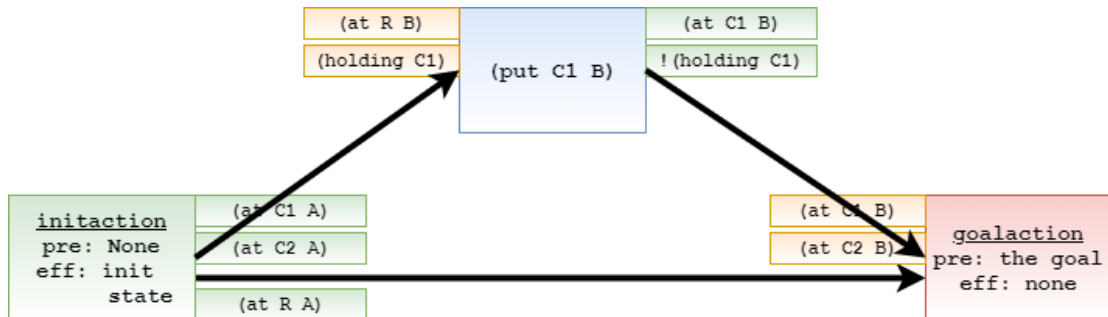 (at R B)
(holding C1)
(put C1 B)
(at C1 B)
!(holding C1)
initaction
pre: None
eff: init
state
(at C1 A)
(at C2 A)
(at R A)
(at C1 B)
(at C2 B)
goalaction
pre: the goal
eff: none